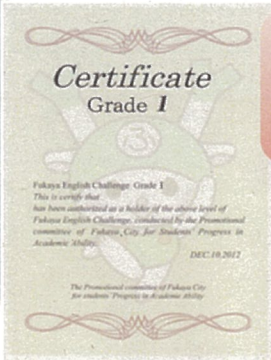 Certificate
Grade 1
Fukaya English Challenge Grade 1
This is certify that
has been authorized as a holder of the above level of
Fukaya English Challenge, conducted by the Promotional
committee of Fukaya City for Students' Progress in
Academic Ability.
DEC.10.2012
The Promotional committee of Fukaya City
for students' Progress in Academic Ability